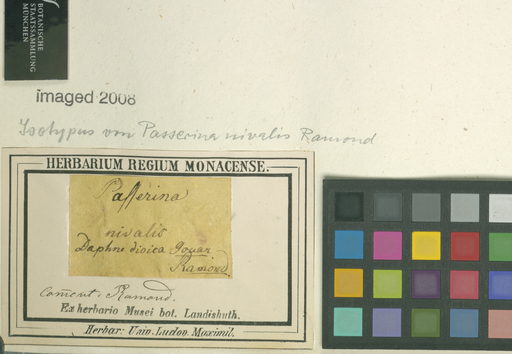 BOTANISCHE
STAATSSAMMLUNG
MÜNCHEN
imaged 2008
Isotypus von Passerina nivalis Ramond
HERBARIUM REGIUM MONACENSE.
Passerina
nivalis
Daphne dioica Gouan
Ramond
comẽnt: Ramond.
Ex herbario Musei bot. Landishuth.
Herbar: Univ. Ludov. Maximil.